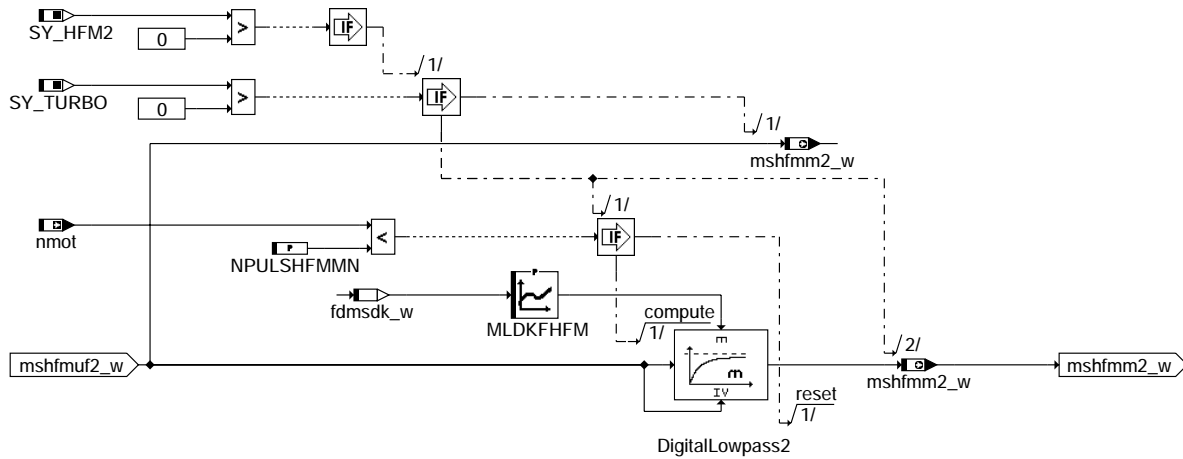 SY_HFM2
0
>
IF
1/
SY_TURBO
0
>
IF
1/
mshfmm2_w
1/
nmot
<
IF
P
NPULSHFMMN
P
fdmsdk_w
MLDKFHFM
compute
1/
m
2/
mshfmuf2_w
m
mshfmm2_w
mshfmm2_w
IV
reset
1/
DigitalLowpass2